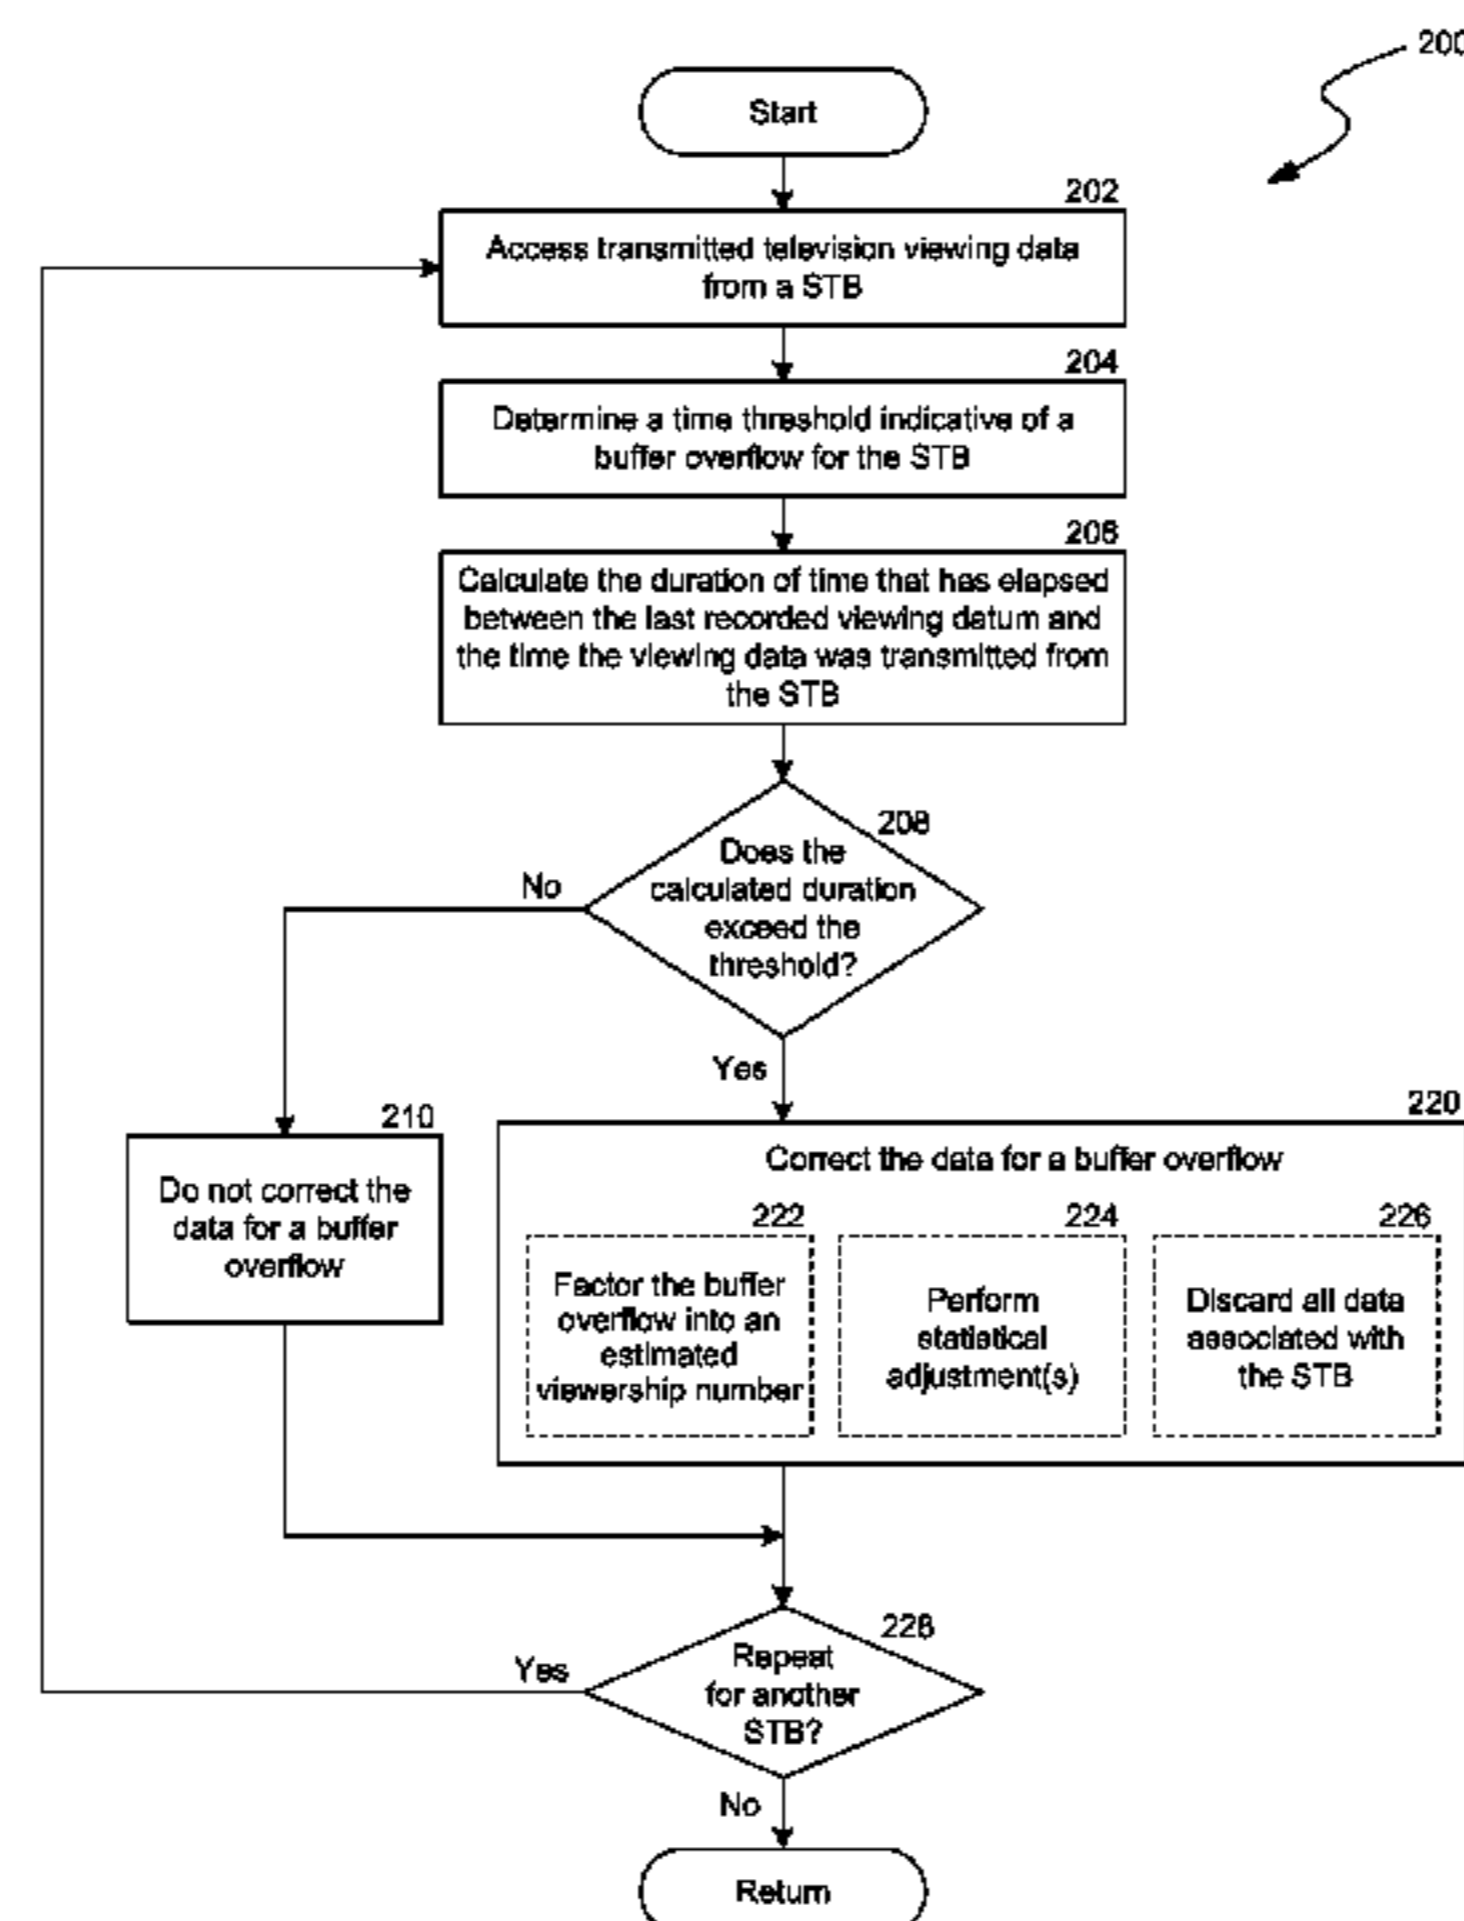 200
Start
202
Access transmitted television viewing data
from a STB
204
Determine a time threshold indicative of a
buffer overflow for the STB
206
Calculate the duration of time that has elapsed
between the last recorded viewing datum and
the time the viewing data was transmitted from
the STB
208
Does the
calculated duration
exceed the
threshold?
No
Yes
210
Do not correct the
data for a buffer
overflow
220
Correct the data for a buffer overflow
222
Factor the buffer
overflow into an
estimated
viewership number
224
Perform
statistical
adjustment(s)
226
Discard all data
associated with
the STB
228
Repeat
for another
STB?
Yes
No
Return